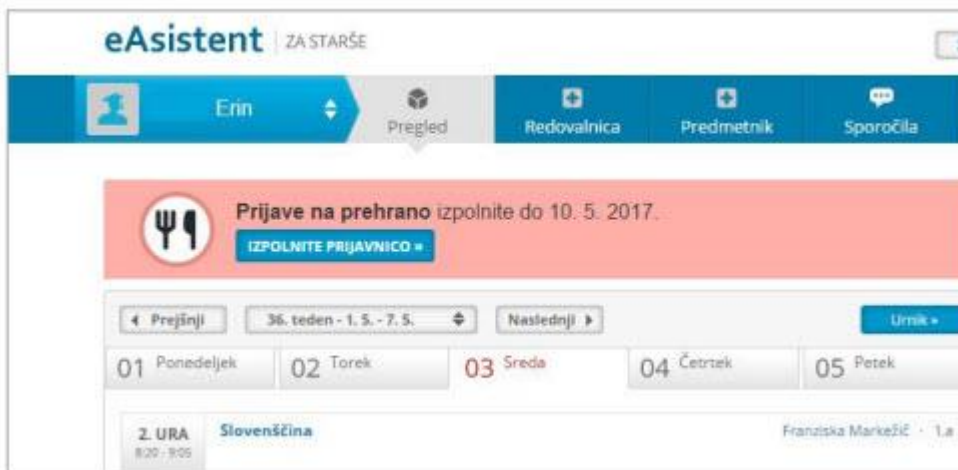 eAsistent ZA STARŠE
Erin
Pregled
Redovalnica
Predmetnik
Sporočila
Prijave na prehrano izpolnite do 10. 5. 2017.
IZPOLNITE PRIJAVNICO »
Prejšnji
36. teden - 1. 5. - 7. 5.
Naslednji
Urnik »
01 Ponedeljek
02 Torek
03 Sreda
04 Četrtek
05 Petek
2. URA
Slovenščina
Franziska Markežič · 1.a
8:20 - 9:05